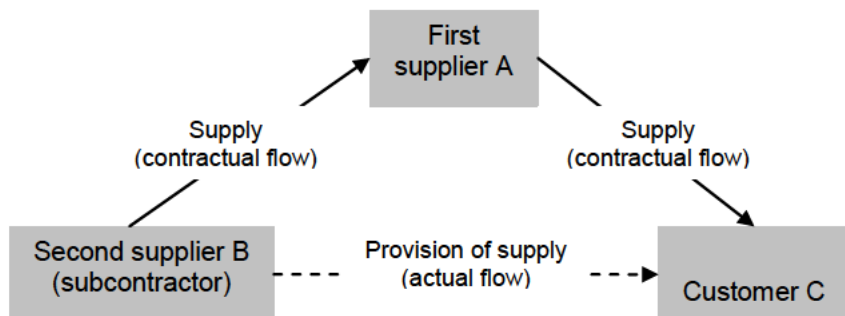 First
supplier A
Supply
(contractual flow)
Supply
(contractual flow)
Second supplier B
(subcontractor)
Provision of supply
(actual flow)
Customer C